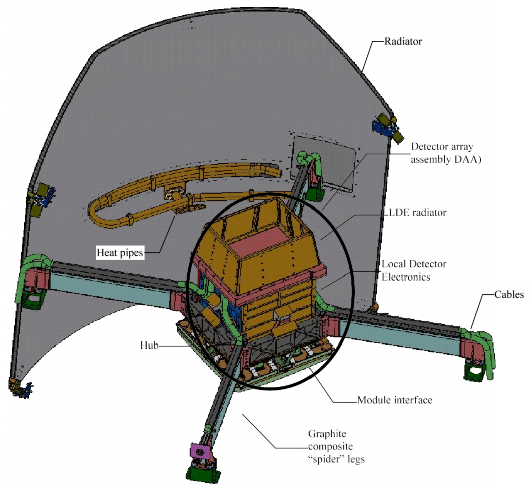 Radiator
Detector array
assembly DAA)
LLDE radiator
Local Detector
Electronics
Heat pipes
Cables
Hub
Module interface
Graphite
composite
“spider” legs